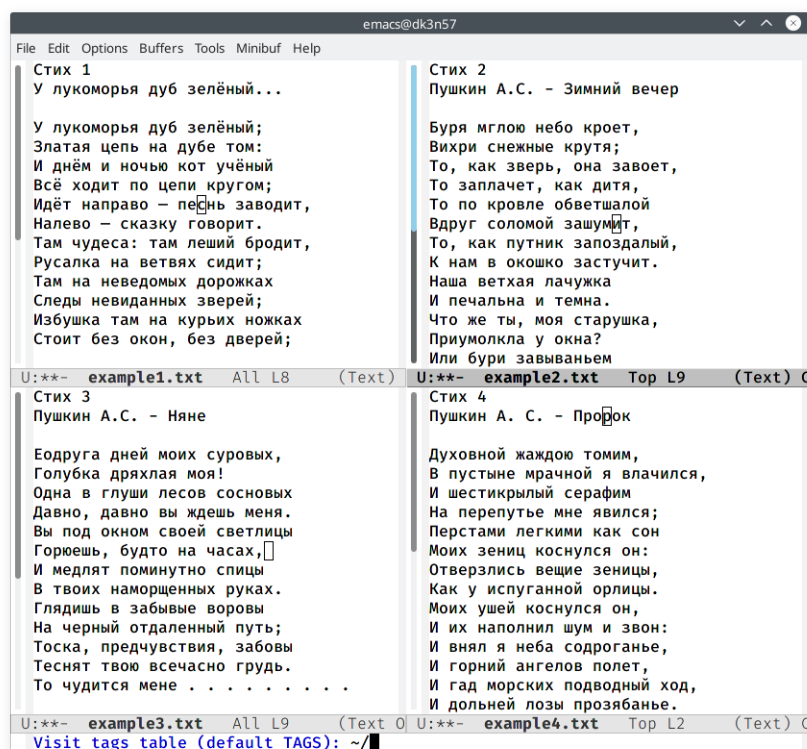 emacs@dk3n57
File Edit Options Buffers Tools Minibuf Help
Стих 1
У лукоморья дуб зелёный...
У лукоморья дуб зелёный;
Златая цепь на дубе том:
И днём и ночью кот учёный
Всё ходит по цепи кругом;
Идёт направо — песнь заводит,
Налево — сказку говорит.
Там чудеса: там леший бродит,
Русалка на ветвях сидит;
Там на неведомых дорожках
Следы невиданных зверей;
Избушка там на курьих ножках
Стоит без окон, без дверей;
U:**-  example1.txt   All L8   (Text)
Стих 2
Пушкин А.С. - Зимний вечер
Буря мглою небо кроет,
Вихри снежные крутя;
То, как зверь, она завоет,
То заплачет, как дитя,
То по кровле обветшалой
Вдруг соломой зашумит,
То, как путник запоздалый,
К нам в окошко застучит.
Наша ветхая лачужка
И печальна и темна.
Что же ты, моя старушка,
Приумолкла у окна?
Или бури завываньем
U:**-  example2.txt   Top L9   (Text)
Стих 3
Пушкин А.С. - Няне
Еодруга дней моих суровых,
Голубка дряхлая моя!
Одна в глуши лесов сосновых
Давно, давно вы ждешь меня.
Вы под окном своей светлицы
Горюешь, будто на часах,
И медлят поминутно спицы
В твоих наморщенных руках.
Глядишь в забывые воровы
На черный отдаленный путь;
Тоска, предчувствия, забовы
Теснят твою всечасно грудь.
То чудится мне . . . . . . . . .
U:**-  example3.txt   All L9   (Text
Стих 4
Пушкин А. С. - Пророк
Духовной жаждою томим,
В пустыне мрачной я влачился,
И шестикрылый серафим
На перепутье мне явился;
Перстами легкими как сон
Моих зениц коснулся он:
Отверзлись вещие зеницы,
Как у испуганной орлицы.
Моих ушей коснулся он,
И их наполнил шум и звон:
И внял я неба содроганье,
И горний ангелов полет,
И гад морских подводный ход,
И дольней лозы прозябанье.
U:**-  example4.txt   Top L2   (Text)
Visit tags table (default TAGS): ~/